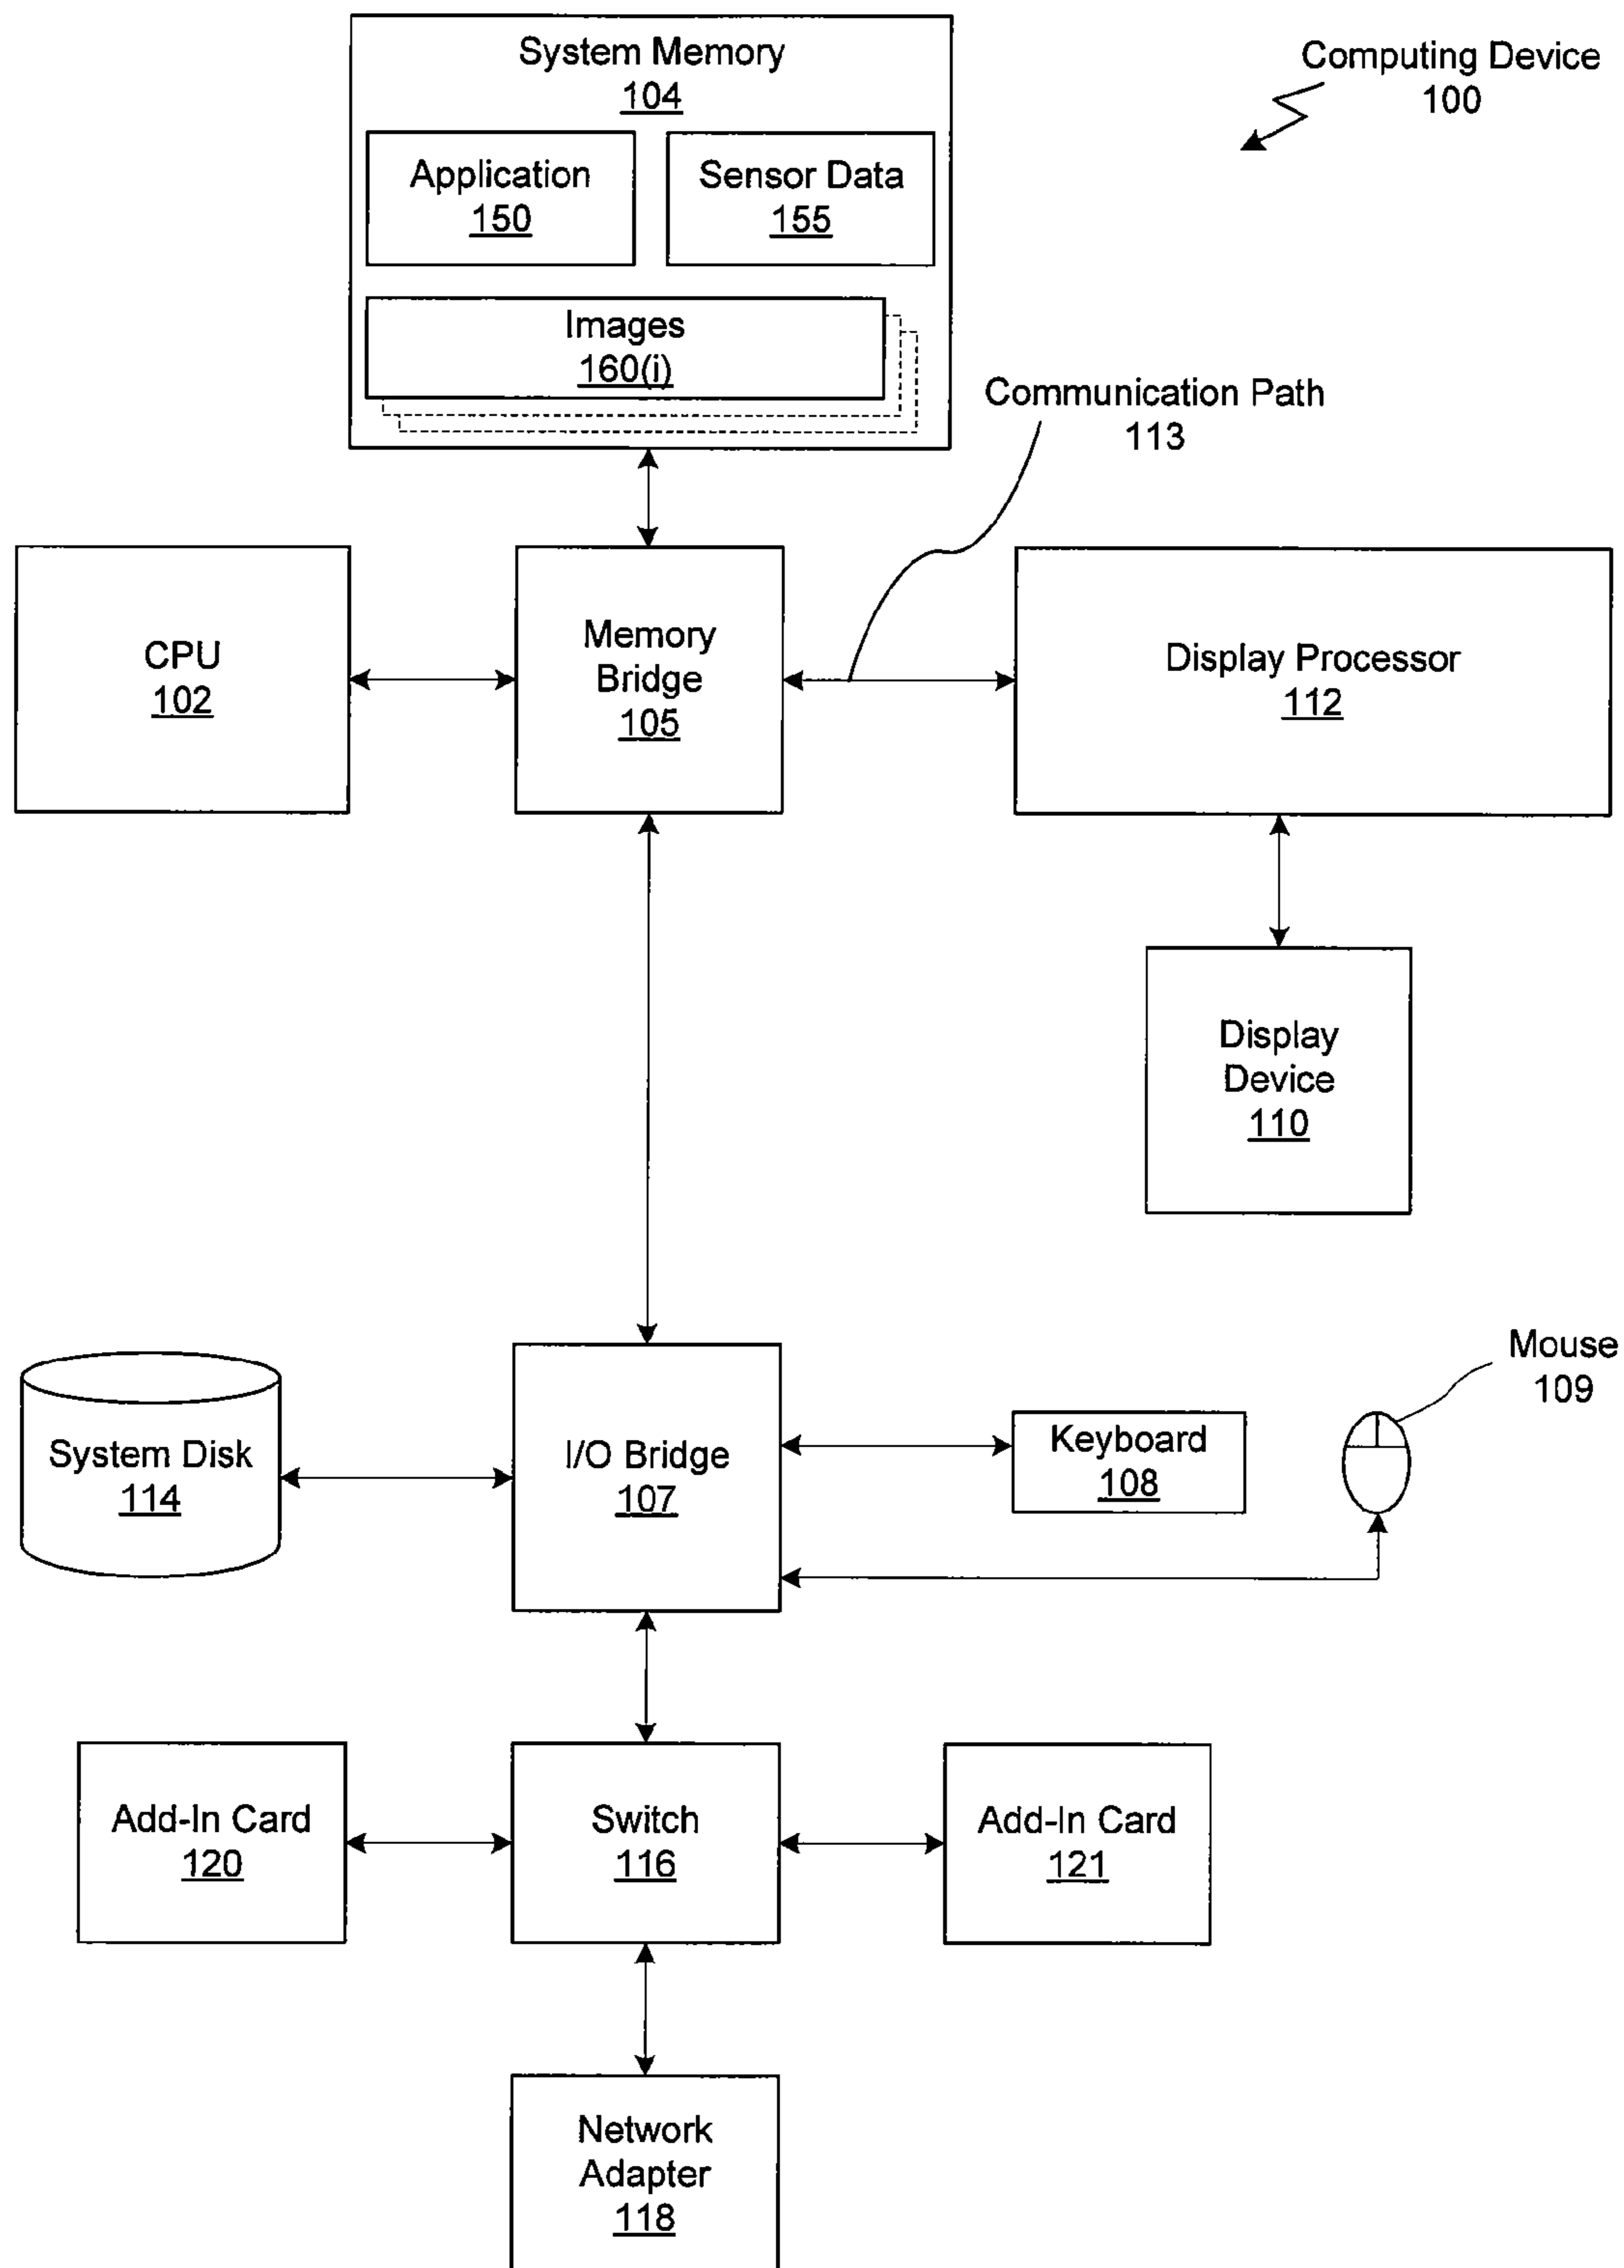 System Memory
104
Computing Device
100
Application
150
Sensor Data
155
Images
160(i)
Communication Path
113
CPU
102
Memory
Bridge
105
Display Processor
112
Display
Device
110
Mouse
109
System Disk
114
I/O Bridge
107
Keyboard
108
Add-In Card
120
Switch
116
Add-In Card
121
Network
Adapter
118